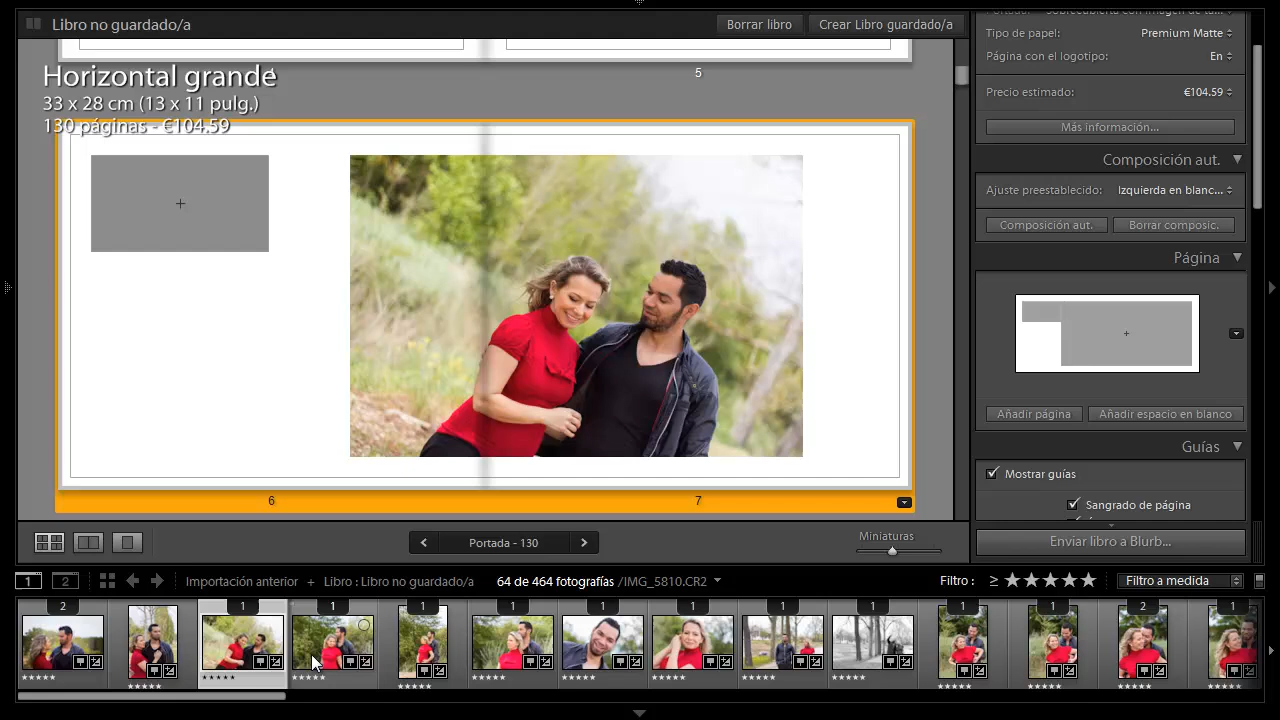 Libro no guardado/a
Borrar libro
Crear Libro guardado/a
Horizontal grande
33 x 28 cm (13 x 11 pulg.)
130 páginas - €104.59
5
6
7
Tipo de papel: Premium Matte
Página con el logotipo: En
Precio estimado: €104.59
Más información...
Composición aut.
Ajuste preestablecido: Izquierda en blanc...
Composición aut.
Borrar composic.
Página
Añadir página
Añadir espacio en blanco
Guías
Mostrar guías
Sangrado de página
Enviar libro a Blurb...
Portada - 130
Miniaturas
1
2
Importación anterior + Libro : Libro no guardado/a
64 de 464 fotografías /IMG_5810.CR2
Filtro :
Filtro a medida
2
1
1
1
1
1
1
1
1
1
1
2
1